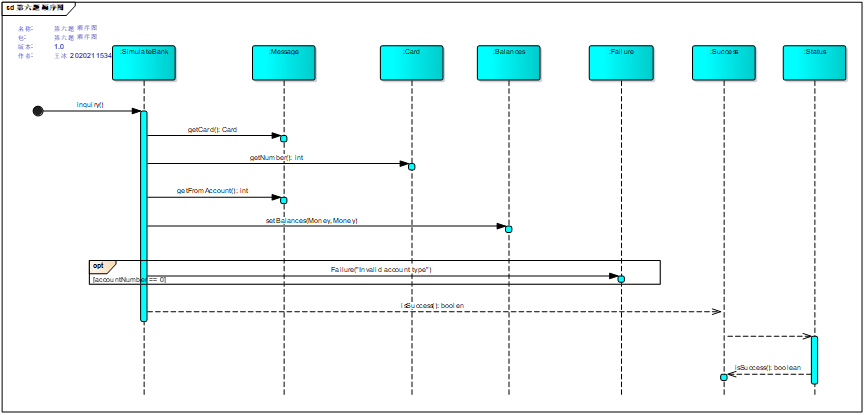 sd 第六题 顺序图
名称: 第六题 顺序图
包: 第六题 顺序图
版本: 1.0
作者: 王冰 2020211534
:SimulateBank
:Message
:Card
:Balances
:Failure
:Success
:Status
inquiry()
getCard(): Card
getNumber(): int
getFromAccount(): int
setBalances(Money, Money)
opt
Failure("Invalid account type")
[accountNumber == 0]
isSuccess(): boolen
isSuccess(): boolean